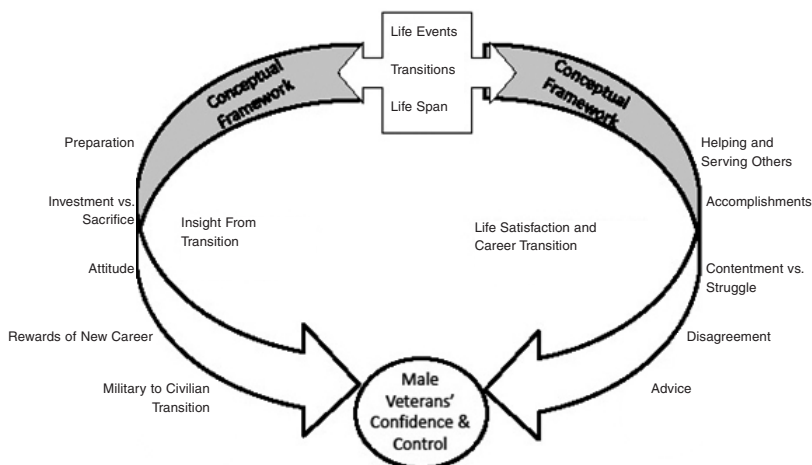 Life Events
Transitions
Life Span
Conceptual
Framework
Conceptual
Framework
Preparation
Investment vs.
Sacrifice
Attitude
Rewards of New Career
Military to Civilian
Transition
Insight From
Transition
Life Satisfaction and
Career Transition
Helping and
Serving Others
Accomplishments
Contentment vs.
Struggle
Disagreement
Advice
Male
Veterans’
Confidence &
Control